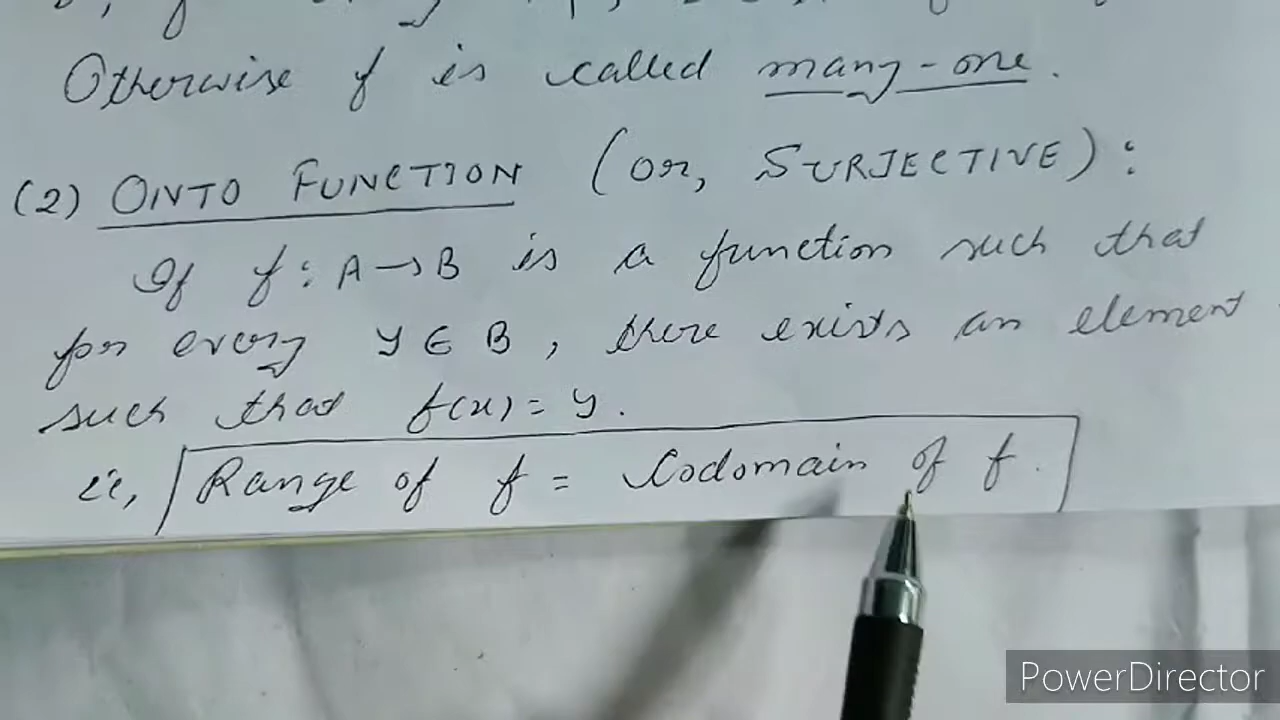 Otherwise f is called many-one.
(2) ONTO FUNCTION (or, SURJECTIVE):
If f: A→B is a function such that
for every y ∈ B, there exists an element
such that f(x) = y.
ie, Range of f = Codomain of f.
PowerDirector